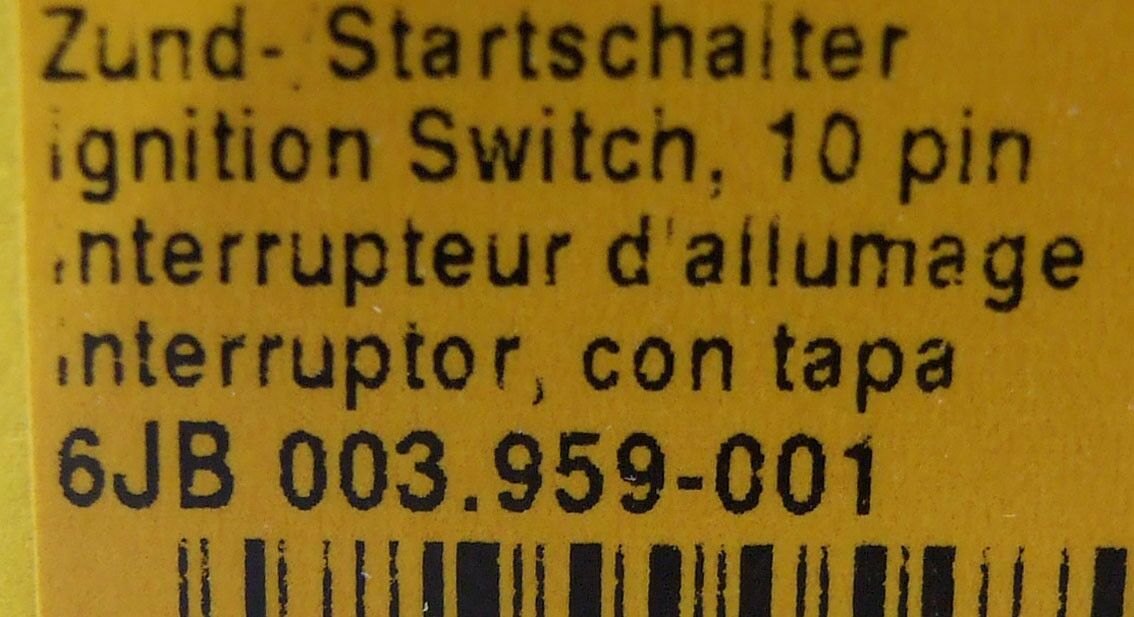 Zund- Startschalter
ignition Switch, 10 pin
interrupteur d'allumage
interruptor, con tapa
6JB 003.959-001